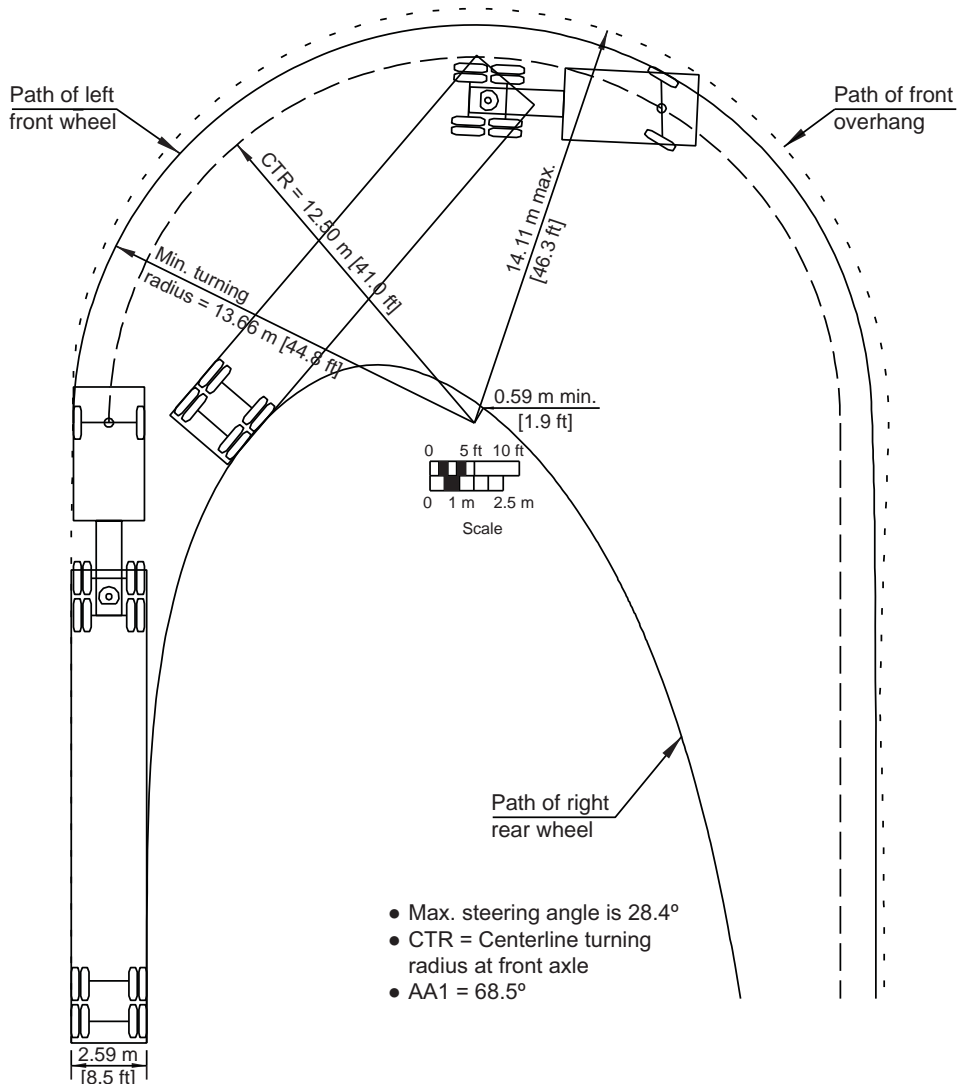 Path of left
front wheel
Path of front
overhang
CTR = 12.50 m [41.0 ft]
14.11 m max.
[46.3 ft]
Min. turning
radius = 13.66 m [44.8 ft]
0.59 m min.
[1.9 ft]
0 5 ft 10 ft
0 1 m 2.5 m
Scale
Path of right
rear wheel
● Max. steering angle is 28.4º
● CTR = Centerline turning
radius at front axle
● AA1 = 68.5º
2.59 m
[8.5 ft]